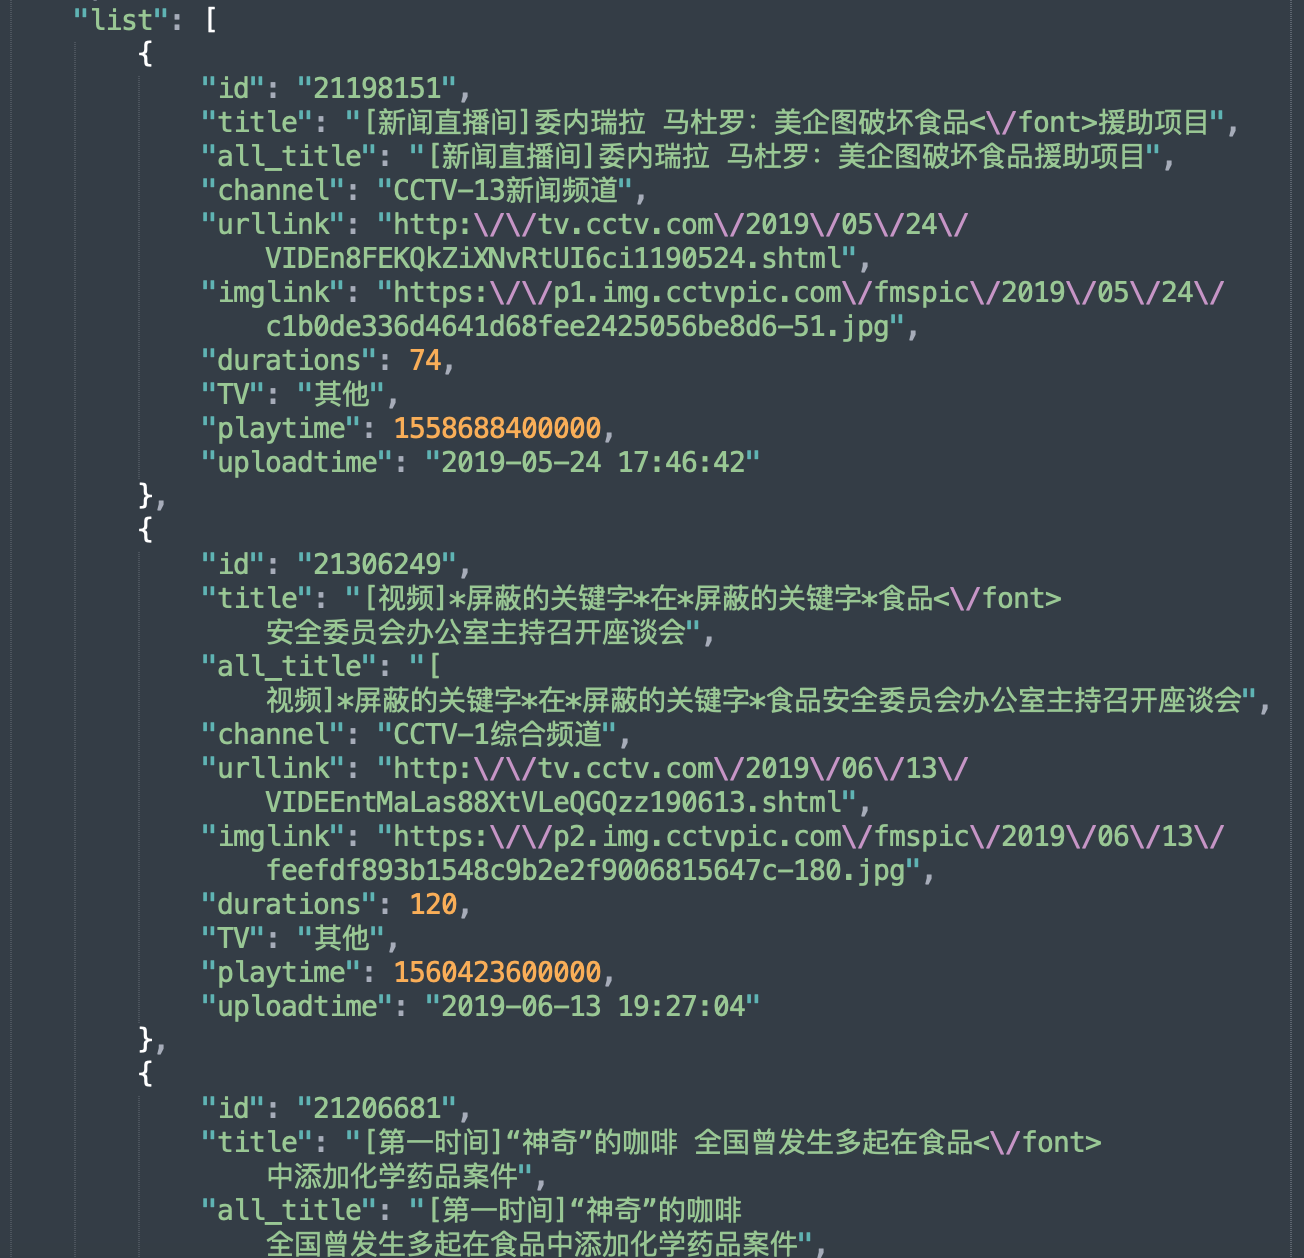 "list": [
{
"id": "21198151",
"title": "[新闻直播间]委内瑞拉 马杜罗：美企图破坏食品<\/font>援助项目",
"all_title": "[新闻直播间]委内瑞拉 马杜罗：美企图破坏食品援助项目",
"channel": "CCTV-13新闻频道",
"urllink": "http:\/\/tv.cctv.com\/2019\/05\/24\/
VIDEn8FEKQkZiXNvRtUI6ci1190524.shtml",
"imglink": "https:\/\/p1.img.cctvpic.com\/fmspic\/2019\/05\/24\/
c1b0de336d4641d68fee2425056be8d6-51.jpg",
"durations": 74,
"TV": "其他",
"playtime": 1558688400000,
"uploadtime": "2019-05-24 17:46:42"
},
{
"id": "21306249",
"title": "[视频]*屏蔽的关键字*在*屏蔽的关键字*食品<\/font>
安全委员会办公室主持召开座谈会",
"all_title": "[
视频]*屏蔽的关键字*在*屏蔽的关键字*食品安全委员会办公室主持召开座谈会",
"channel": "CCTV-1综合频道",
"urllink": "http:\/\/tv.cctv.com\/2019\/06\/13\/
VIDEEntMaLas88XtVLeQGQzz190613.shtml",
"imglink": "https:\/\/p2.img.cctvpic.com\/fmspic\/2019\/06\/13\/
feefdf893b1548c9b2e2f9006815647c-180.jpg",
"durations": 120,
"TV": "其他",
"playtime": 1560423600000,
"uploadtime": "2019-06-13 19:27:04"
},
{
"id": "21206681",
"title": "[第一时间]“神奇”的咖啡 全国曾发生多起在食品<\/font>
中添加化学药品案件",
"all_title": "[第一时间]“神奇”的咖啡
全国曾发生多起在食品中添加化学药品案件",